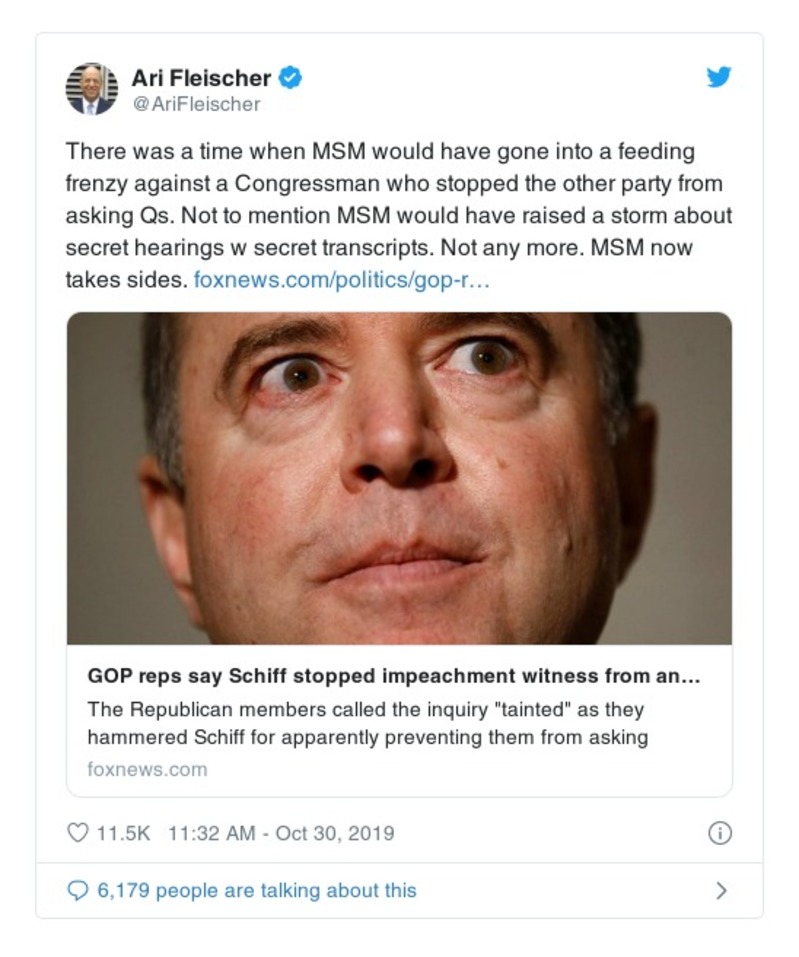 Ari Fleischer
@AriFleischer
There was a time when MSM would have gone into a feeding
frenzy against a Congressman who stopped the other party from
asking Qs. Not to mention MSM would have raised a storm about
secret hearings w secret transcripts. Not any more. MSM now
takes sides. foxnews.com/politics/gop-r…
GOP reps say Schiff stopped impeachment witness from an...
The Republican members called the inquiry "tainted" as they
hammered Schiff for apparently preventing them from asking
foxnews.com
11.5K 11:32 AM - Oct 30, 2019
6,179 people are talking about this